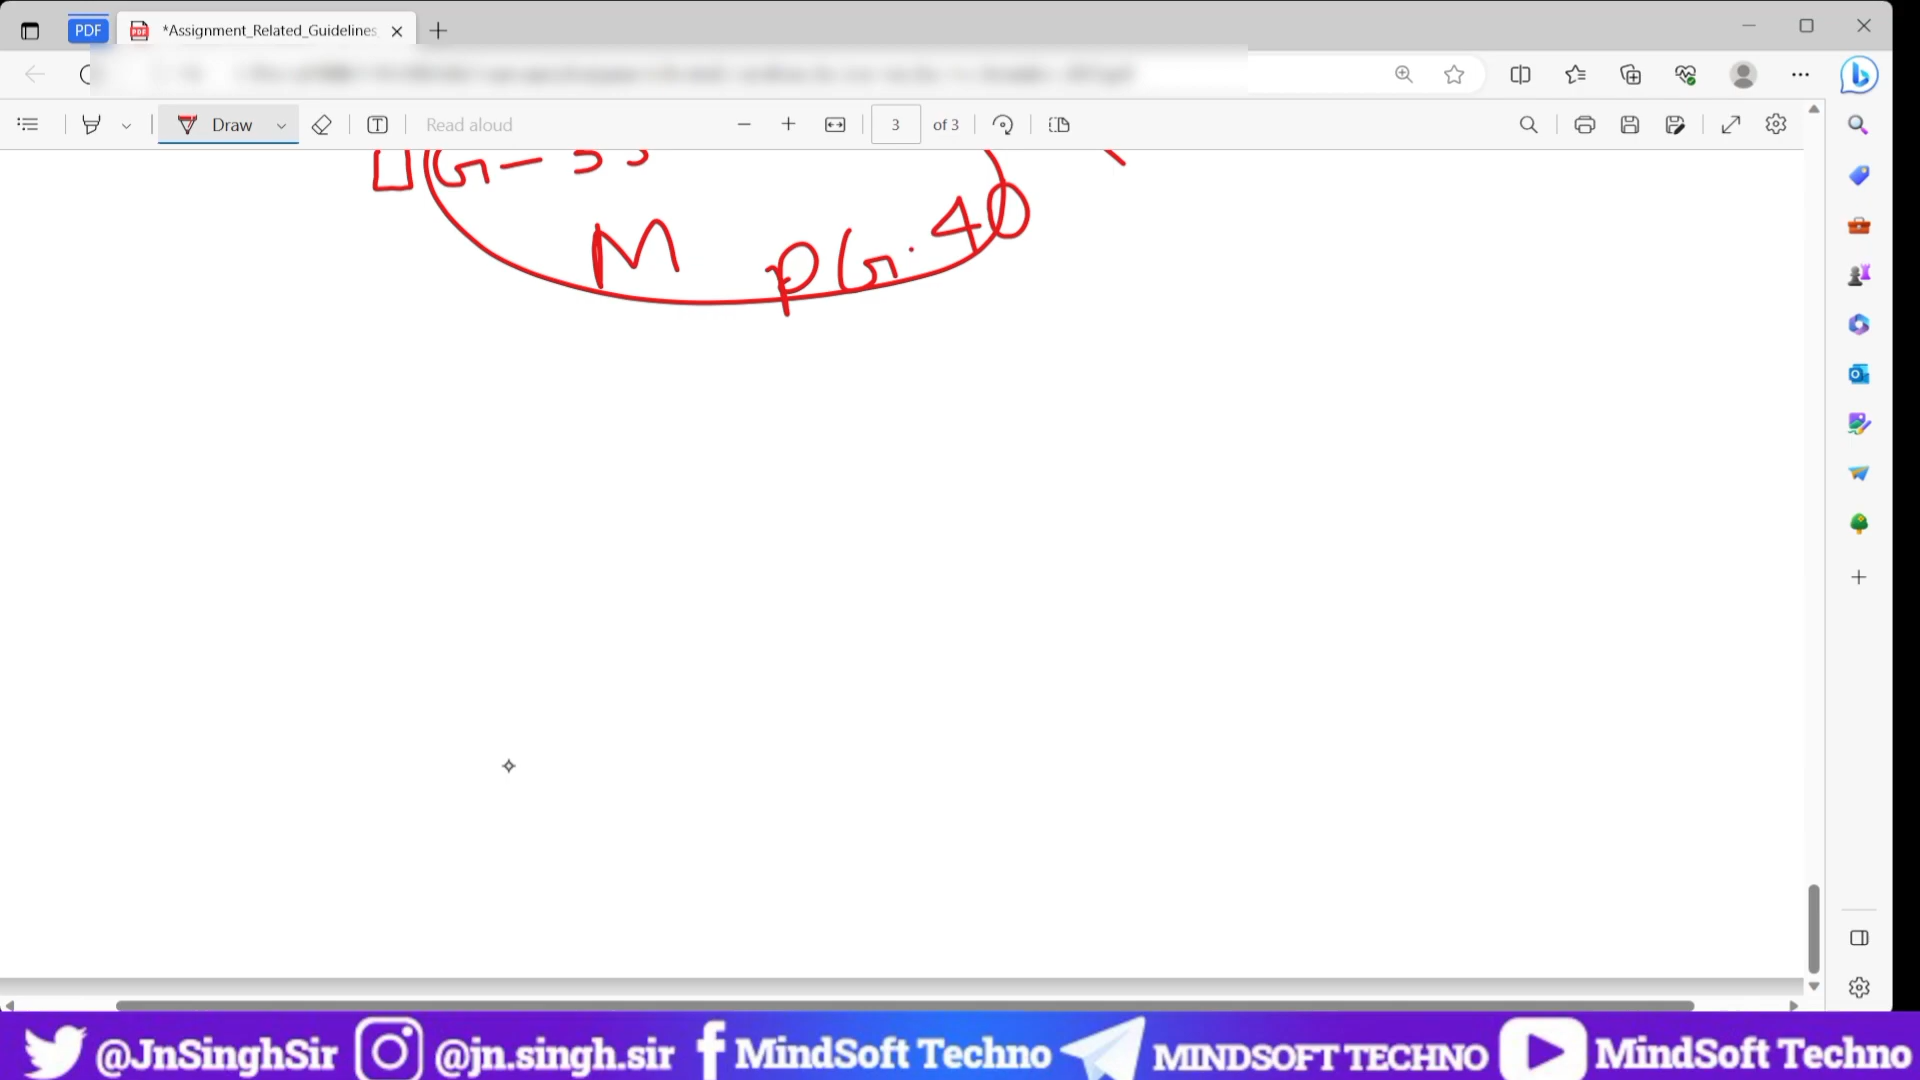 PDF
*Assignment_Related_Guidelines
Draw
Read aloud
3 of 3
G-33
M PG.40
@JnSinghSir @jn.singh.sir MindSoft Techno MINDSOFT TECHNO MindSoft Techno